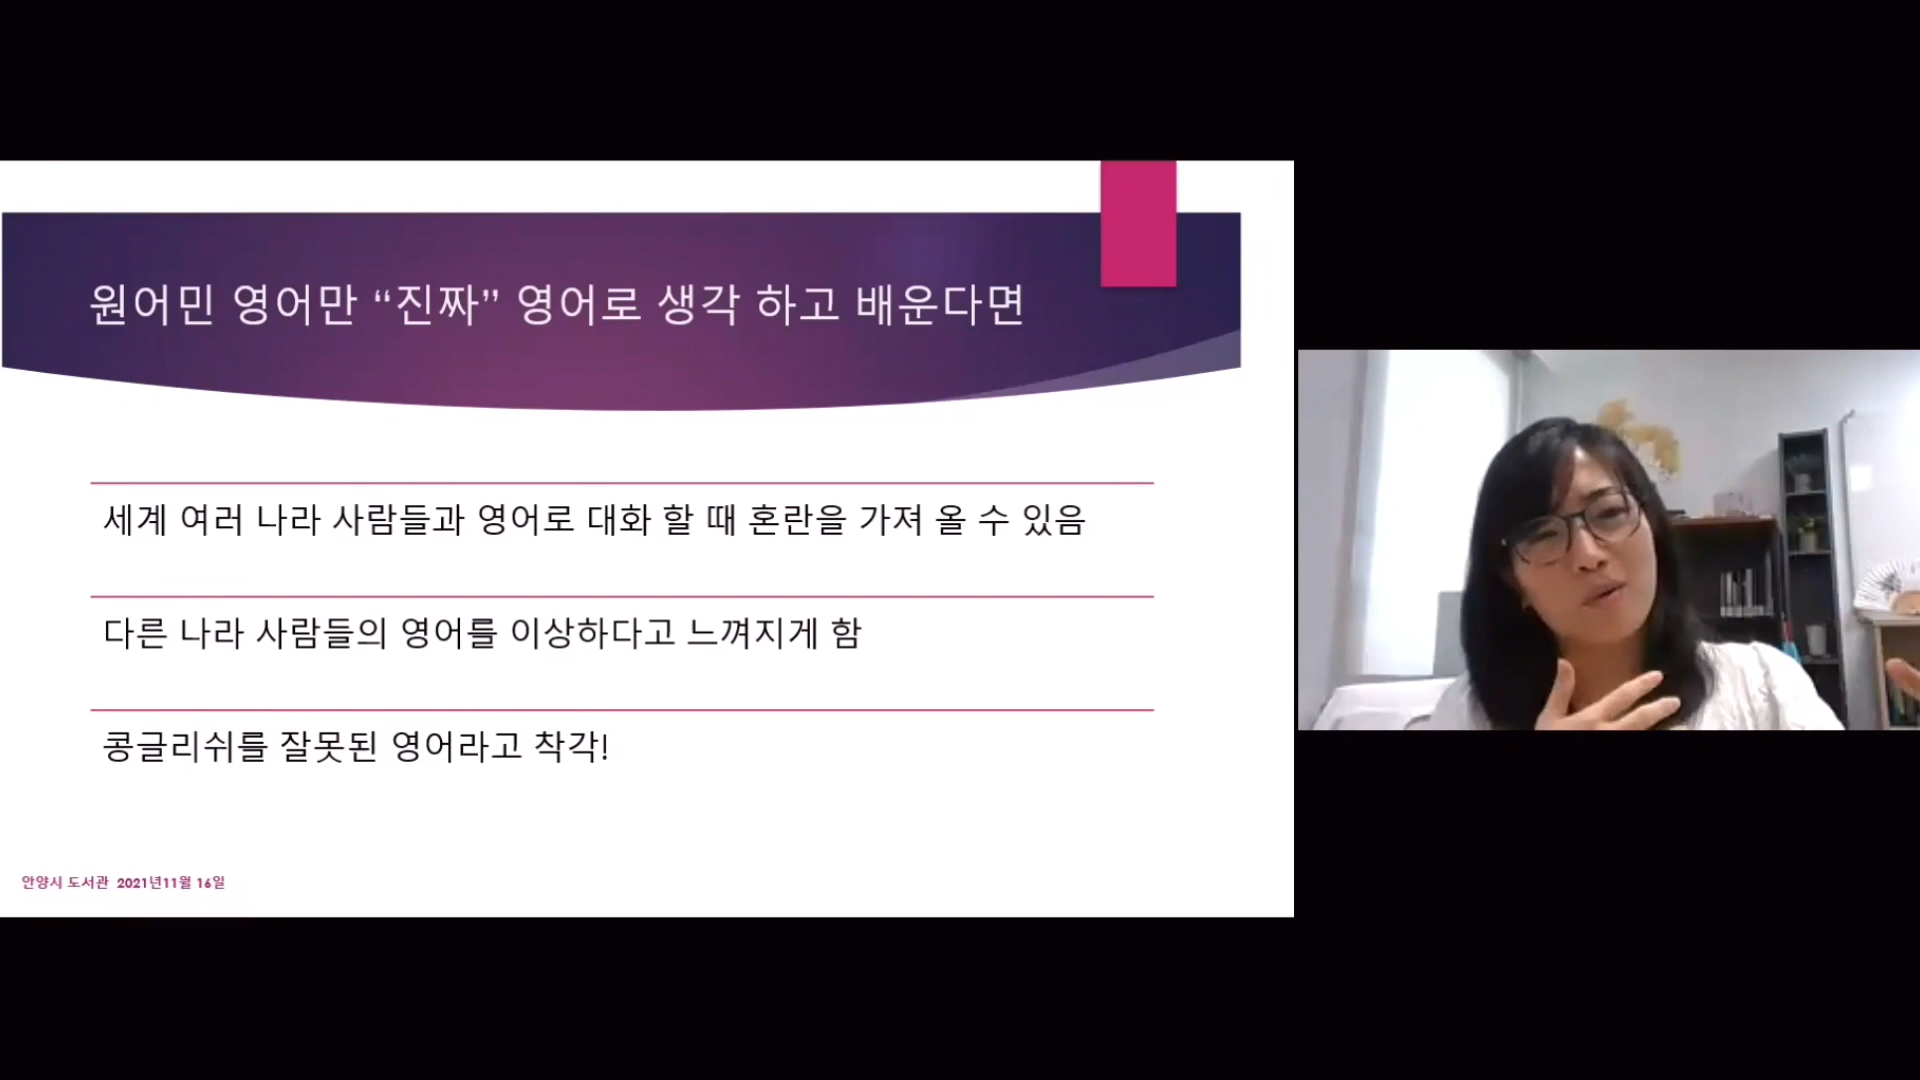 원어민 영어만 “진짜” 영어로 생각 하고 배운다면
세계 여러 나라 사람들과 영어로 대화 할 때 혼란을 가져 올 수 있음
다른 나라 사람들의 영어를 이상하다고 느껴지게 함
콩글리쉬를 잘못된 영어라고 착각!
안양시 도서관 2021년11월 16일